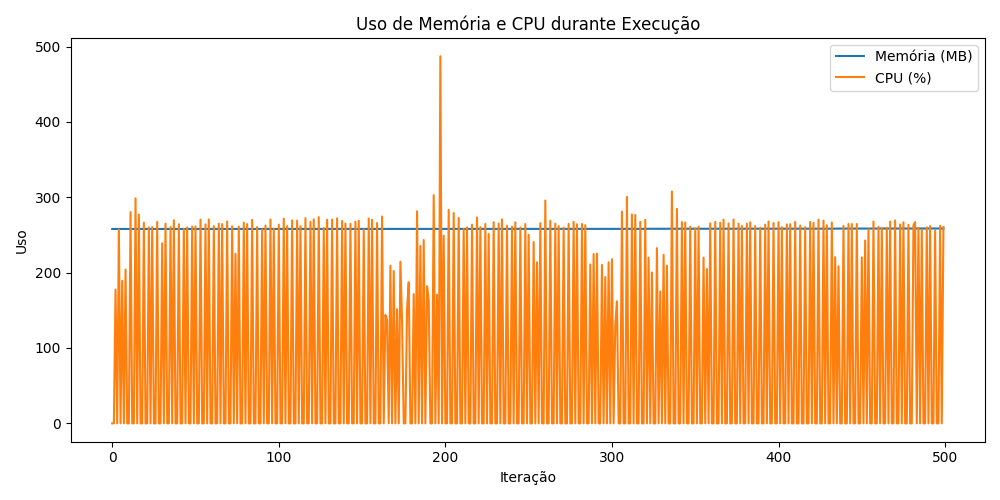 Uso de Memória e CPU durante Execução
Memória (MB)
CPU (%)
Uso
500
400
300
200
100
0
0 100 200 300 400 500
Iteração